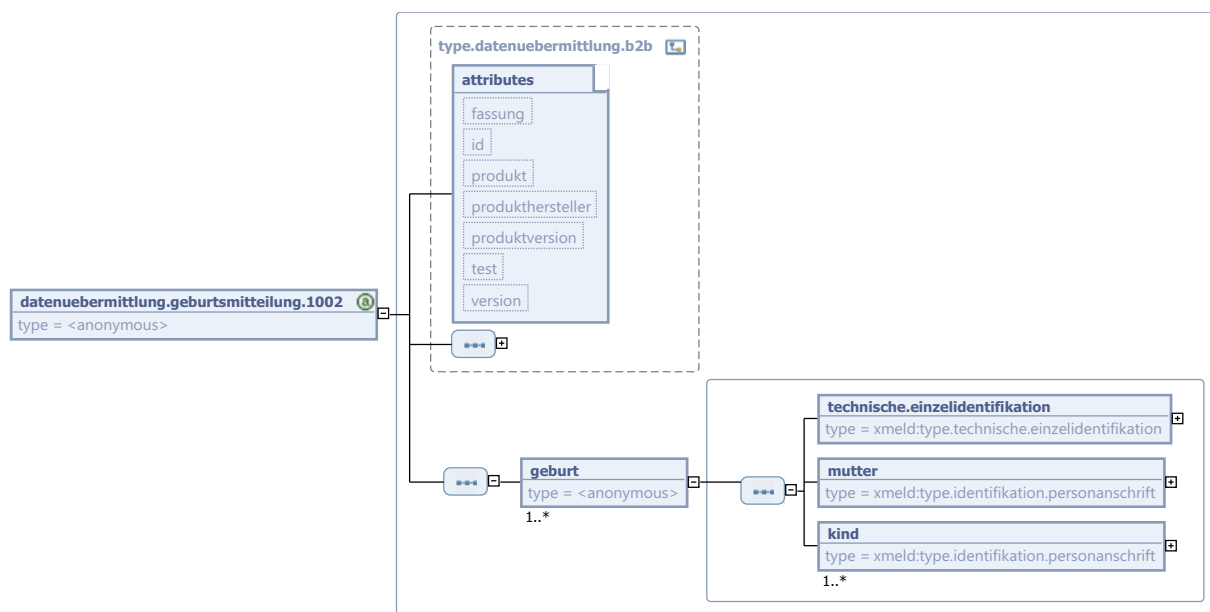 type.datenuebermittlung.b2b
attributes
fassung
id
produkt
produkthersteller
produktversion
test
version
datenuebermittlung.geburtsmitteilung.1002
type = <anonymous>
geburt
type = <anonymous>
1..*
technische.einzelidentifikation
type = xmeld:type.technische.einzelidentifikation
mutter
type = xmeld:type.identifikation.personanschrift
kind
type = xmeld:type.identifikation.personanschrift
1..*